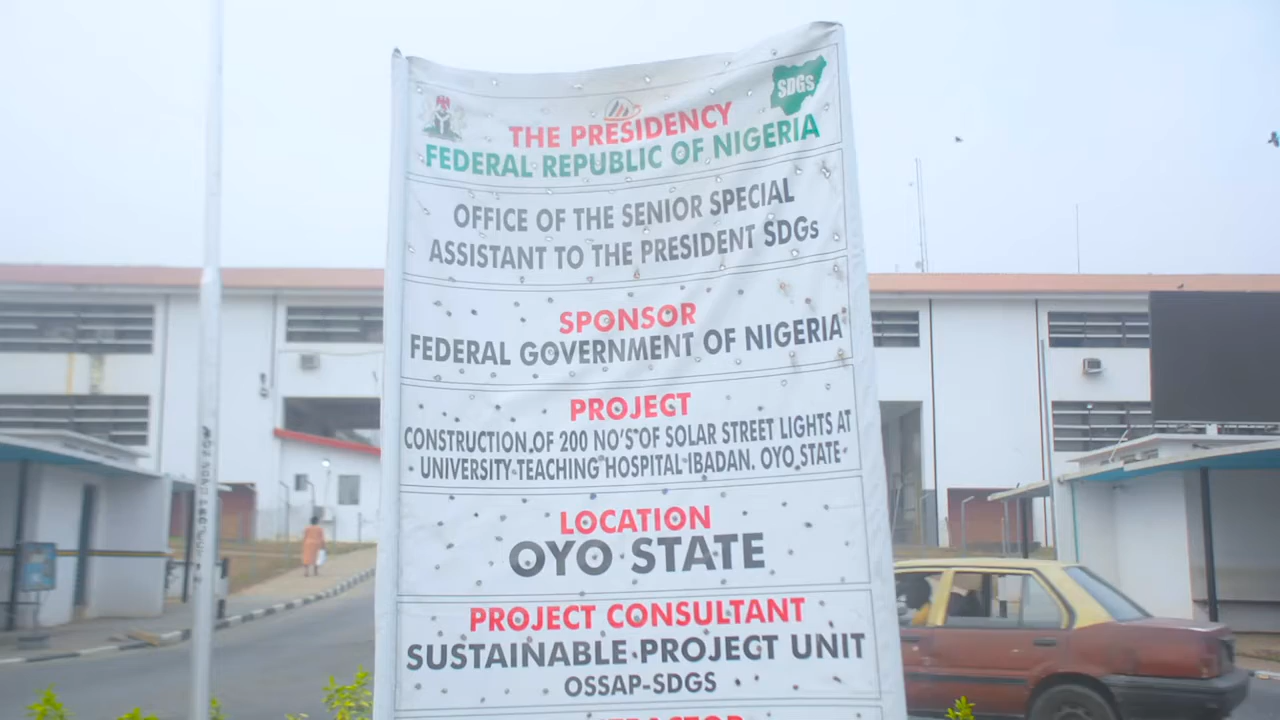 SDGs
THE PRESIDENCY
FEDERAL REPUBLIC OF NIGERIA
OFFICE OF THE SENIOR SPECIAL
ASSISTANT TO THE PRESIDENT SDGs
SPONSOR
FEDERAL GOVERNMENT OF NIGERIA
PROJECT
CONSTRUCTION OF 200 NO'S OF SOLAR STREET LIGHTS AT
UNIVERSITY TEACHING HOSPITAL IBADAN. OYO STATE
LOCATION
OYO STATE
PROJECT CONSULTANT
SUSTAINABLE PROJECT UNIT
OSSAP-SDGS